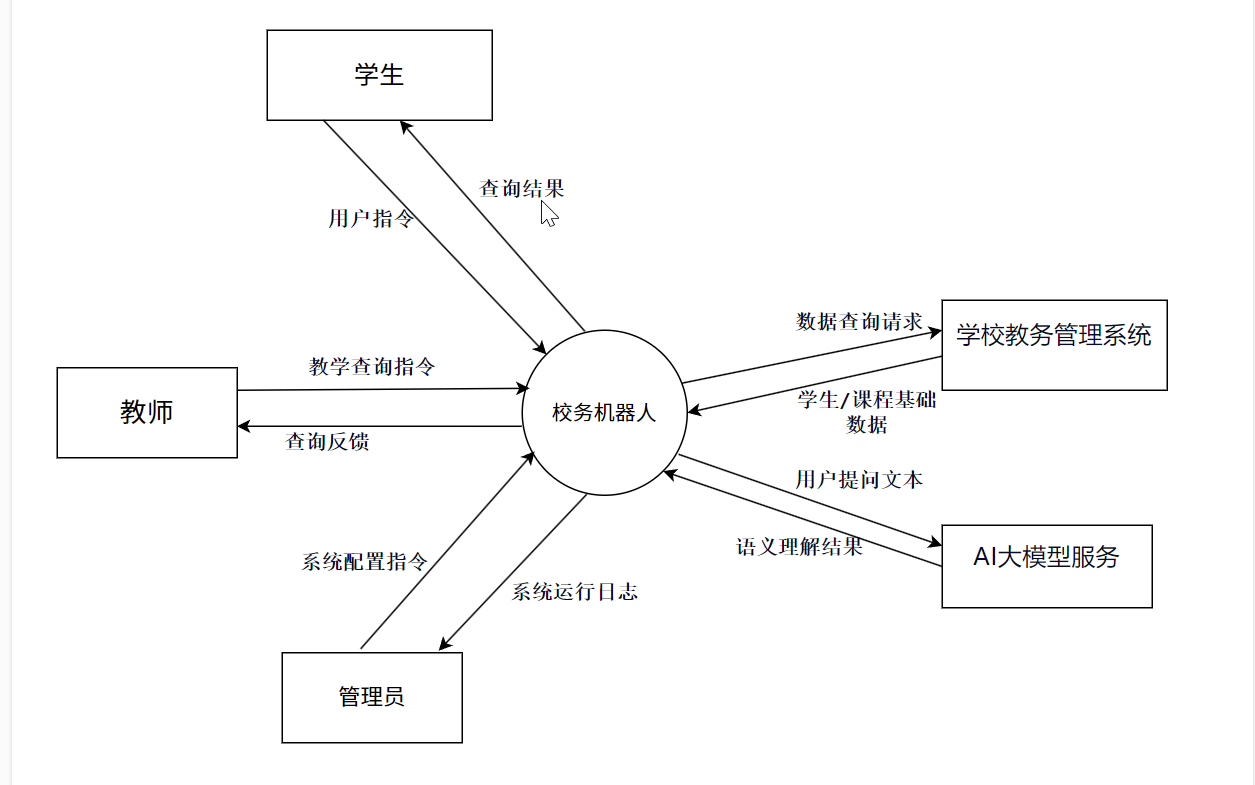 学生
查询结果
用户指令
数据查询请求
学校教务管理系统
教学查询指令
学生/课程基础
数据
教师
校务机器人
查询反馈
用户提问文本
语义理解结果
AI大模型服务
系统配置指令
系统运行日志
管理员